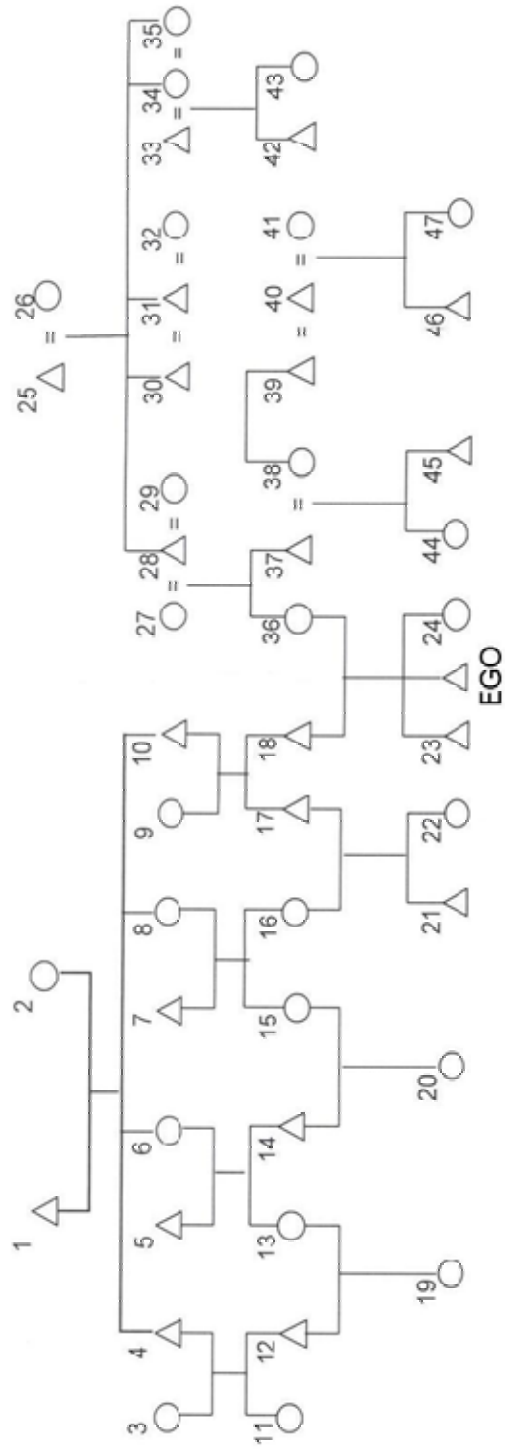 1 2 25 = 26
3 4 5 6 7 8 9 10 27 = 28 = 29 30 = 31 = 32 33 = 34 = 35
11 12 13 14 15 16 17 18 36 37 = 38 39 = 40 = 41 42 43
19 20 21 22 23 24 44 45 46 47
EGO